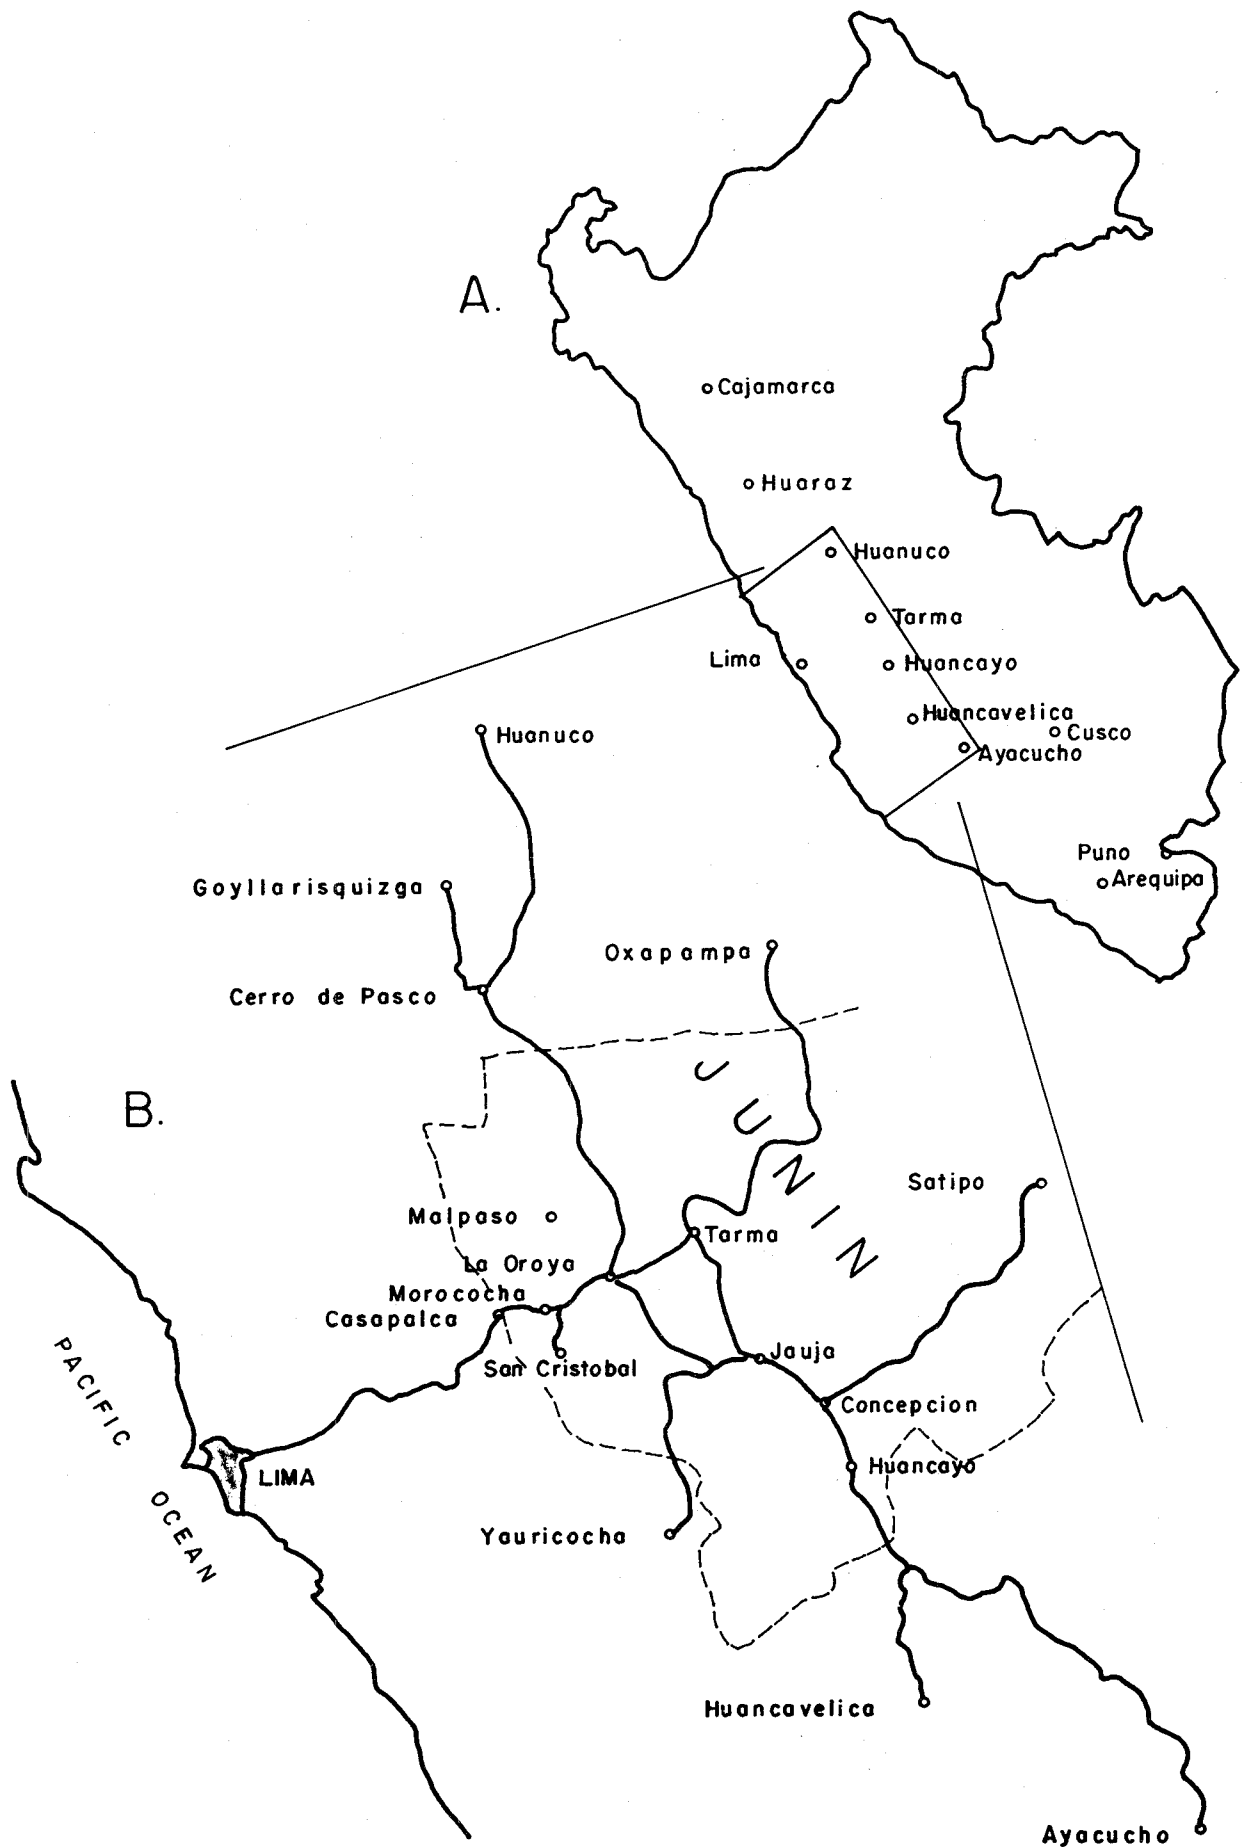 A.
Cajamarca
Huaraz
Huanuco
Tarma
Lima
Huancayo
Huancavelica
Cusco
Ayacucho
Puno
Arequipa
Huanuco
Goyllarisquizga
Oxapampa
Cerro de Pasco
B.
JUNIN
Satipo
Malpaso
Tarma
La Oroya
Morococha
Casapalca
San Cristobal
Jauja
Concepcion
PACIFIC OCEAN
LIMA
Huancayo
Yauricocha
Huancavelica
Ayacucho